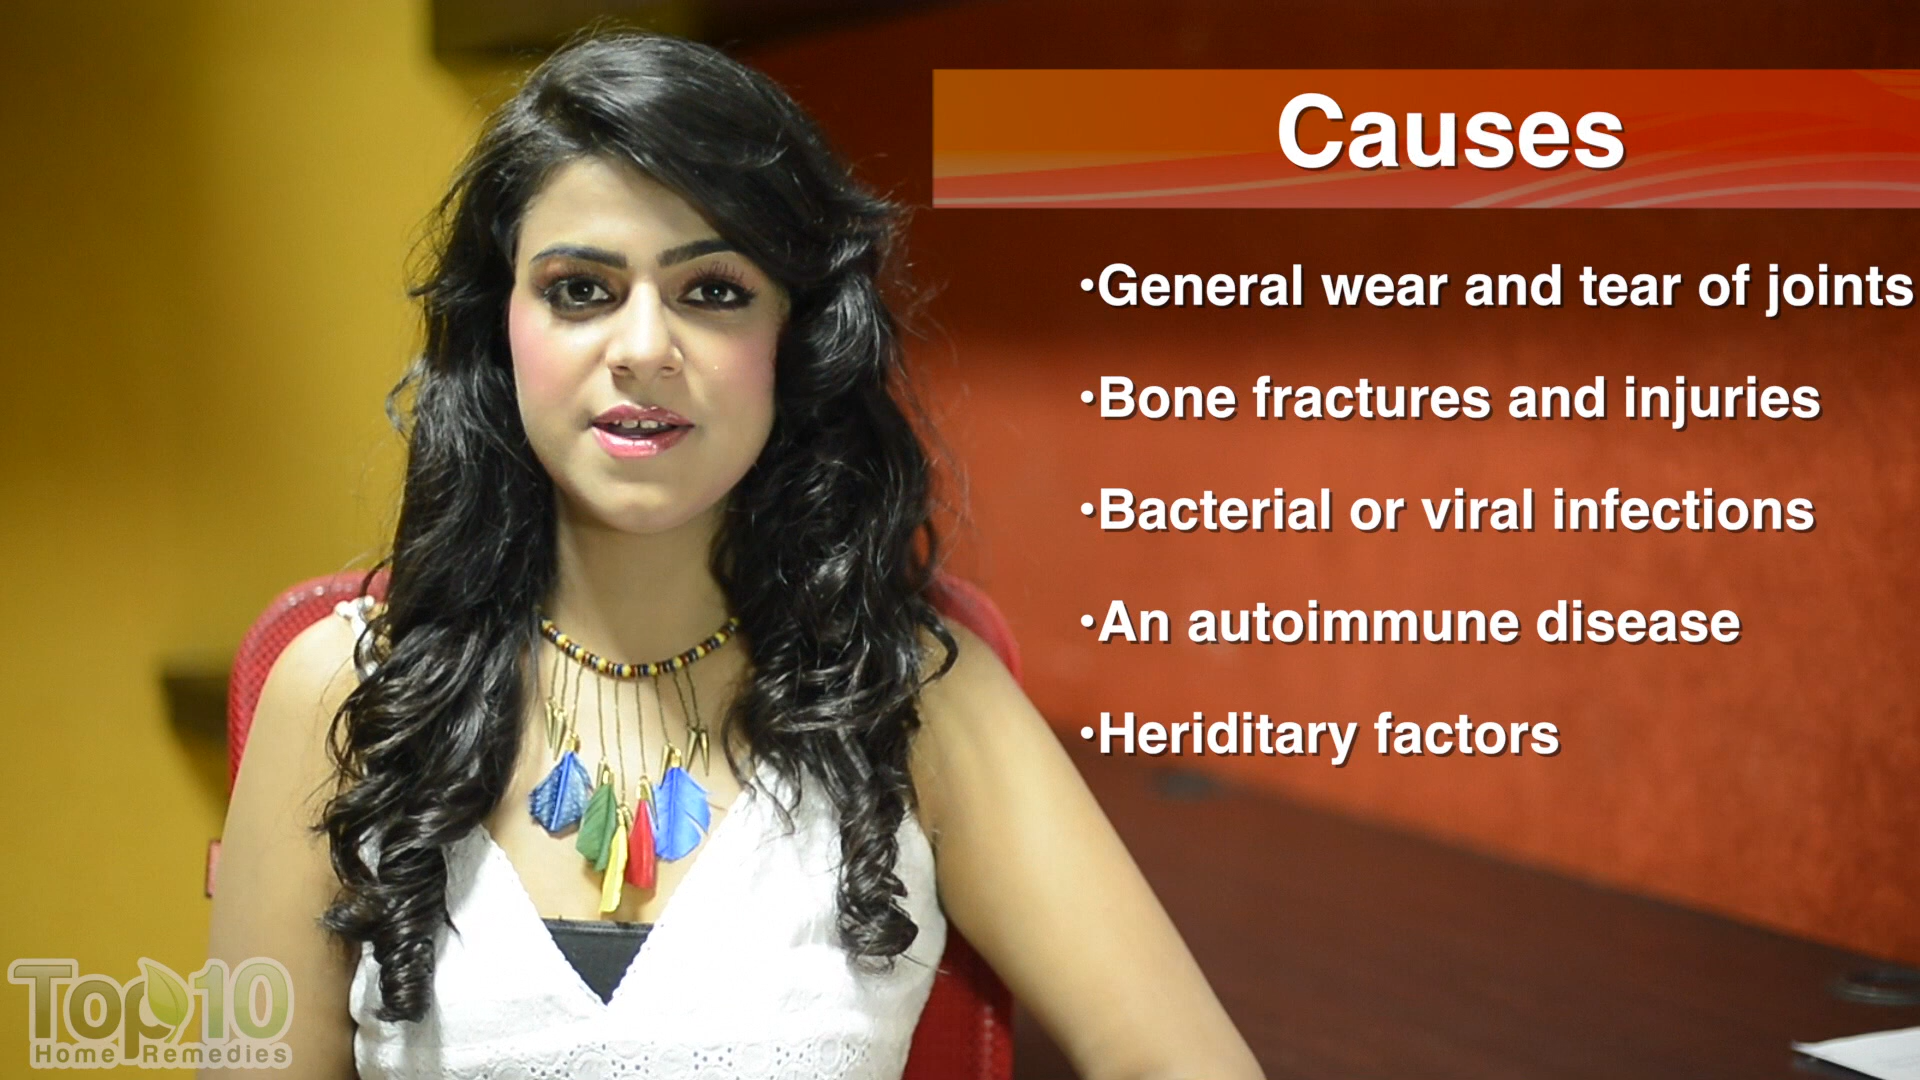 Causes
•General wear and tear of joints
•Bone fractures and injuries
•Bacterial or viral infections
•An autoimmune disease
•Heriditary factors
Top10
Home Remedies